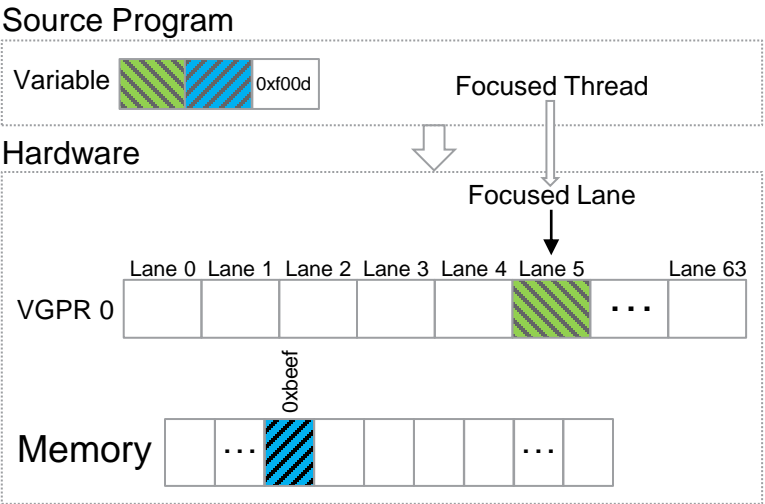 Source Program
Variable 0xf00d
Focused Thread
Hardware
Focused Lane
Lane 0 Lane 1 Lane 2 Lane 3 Lane 4 Lane 5 Lane 63
VGPR 0 ...
0xbeef
Memory ... ...